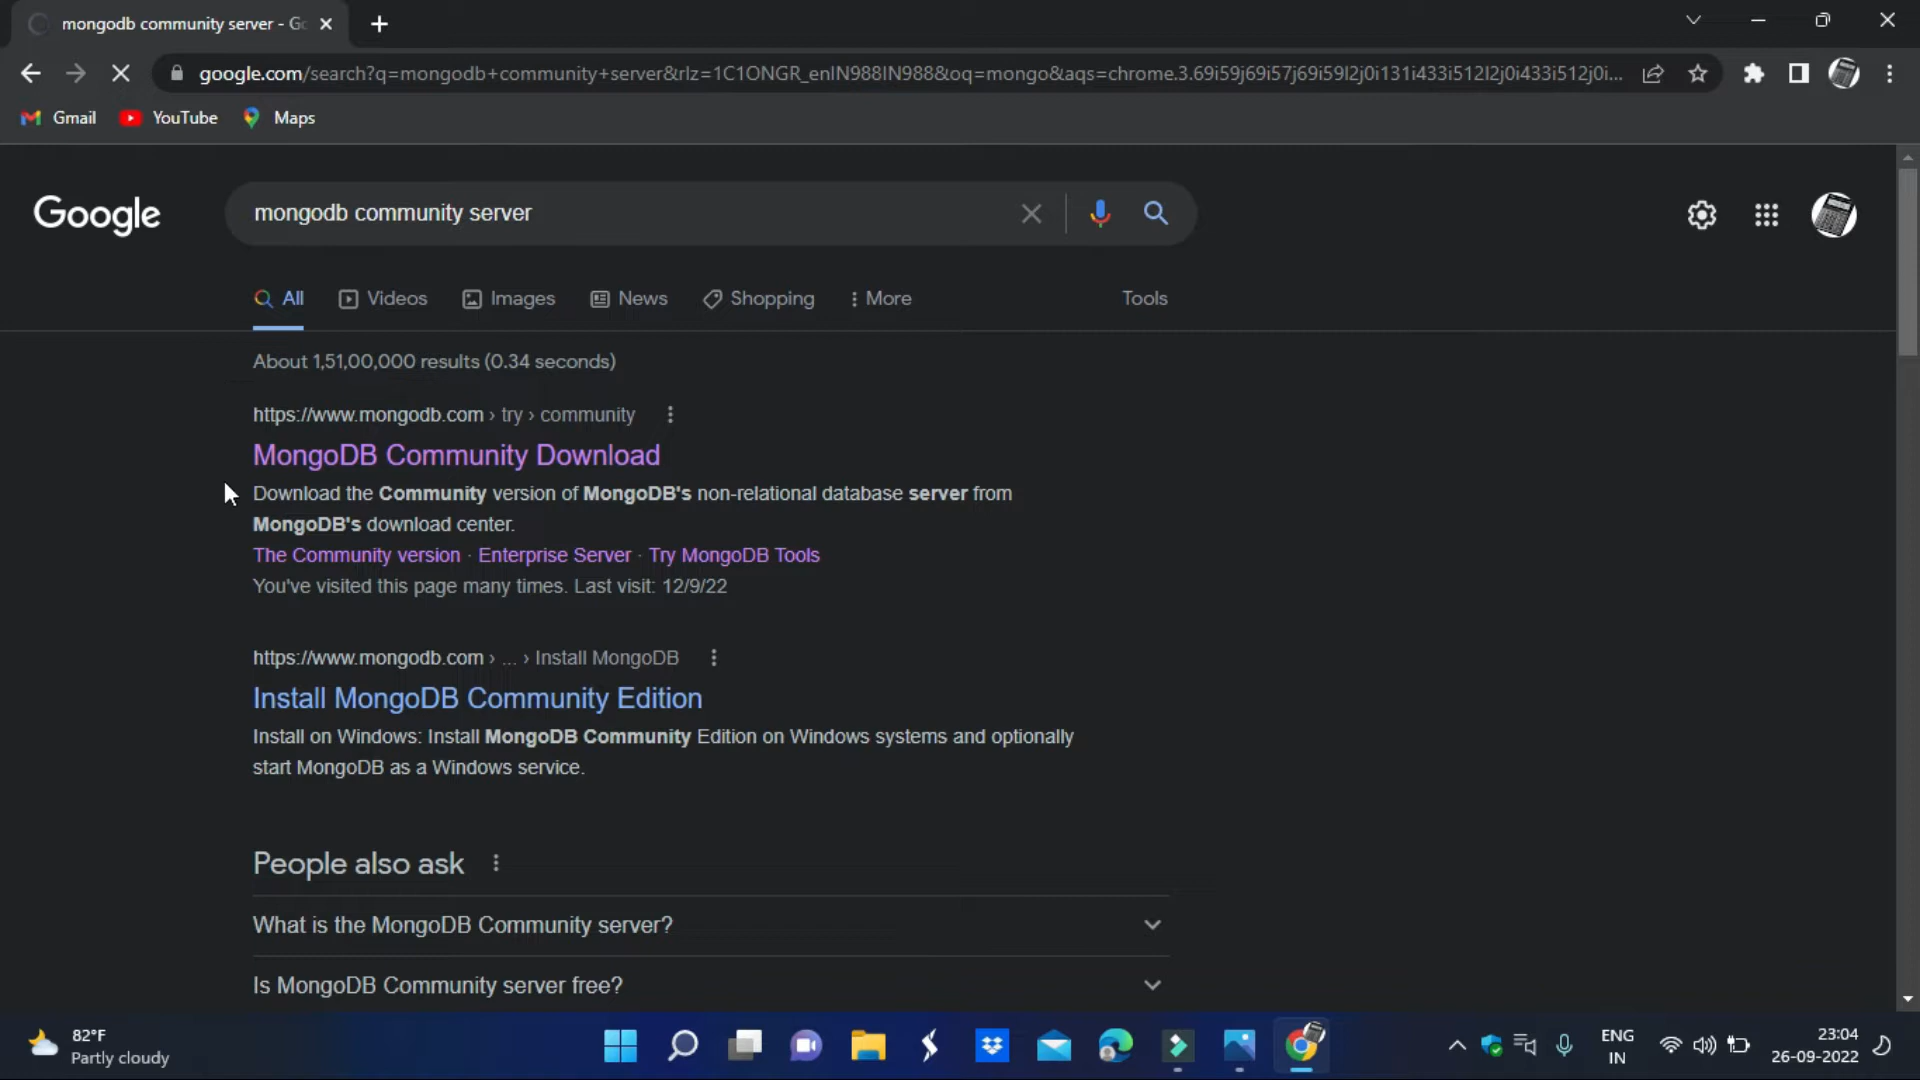 mongodb community server - Go
google.com/search?q=mongodb+community+server&rlz=1C1ONGR_enIN988IN988&oq=mongo&aqs=chrome.3.69i59j69i57j69i59l2j0i131i433i512l2j0i433i512j0i...
Gmail YouTube Maps
Google
mongodb community server
All Videos Images News Shopping More Tools
About 1,51,00,000 results (0.34 seconds)
https://www.mongodb.com › try › community
MongoDB Community Download
Download the Community version of MongoDB's non-relational database server from
MongoDB's download center.
The Community version · Enterprise Server · Try MongoDB Tools
You've visited this page many times. Last visit: 12/9/22
https://www.mongodb.com › ... › Install MongoDB
Install MongoDB Community Edition
Install on Windows: Install MongoDB Community Edition on Windows systems and optionally
start MongoDB as a Windows service.
People also ask
What is the MongoDB Community server?
Is MongoDB Community server free?
82°F
Partly cloudy
ENG
IN
23:04
26-09-2022